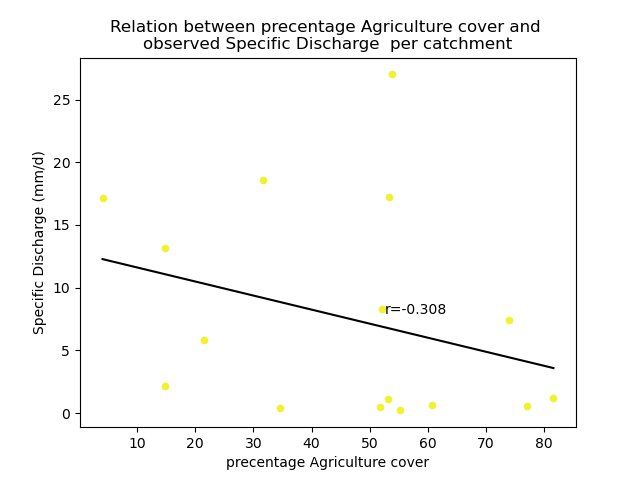 Relation between precentage Agriculture cover and
observed Specific Discharge  per catchment
25
20
15
10
5
0
Specific Discharge (mm/d)
r=-0.308
10 20 30 40 50 60 70 80
precentage Agriculture cover